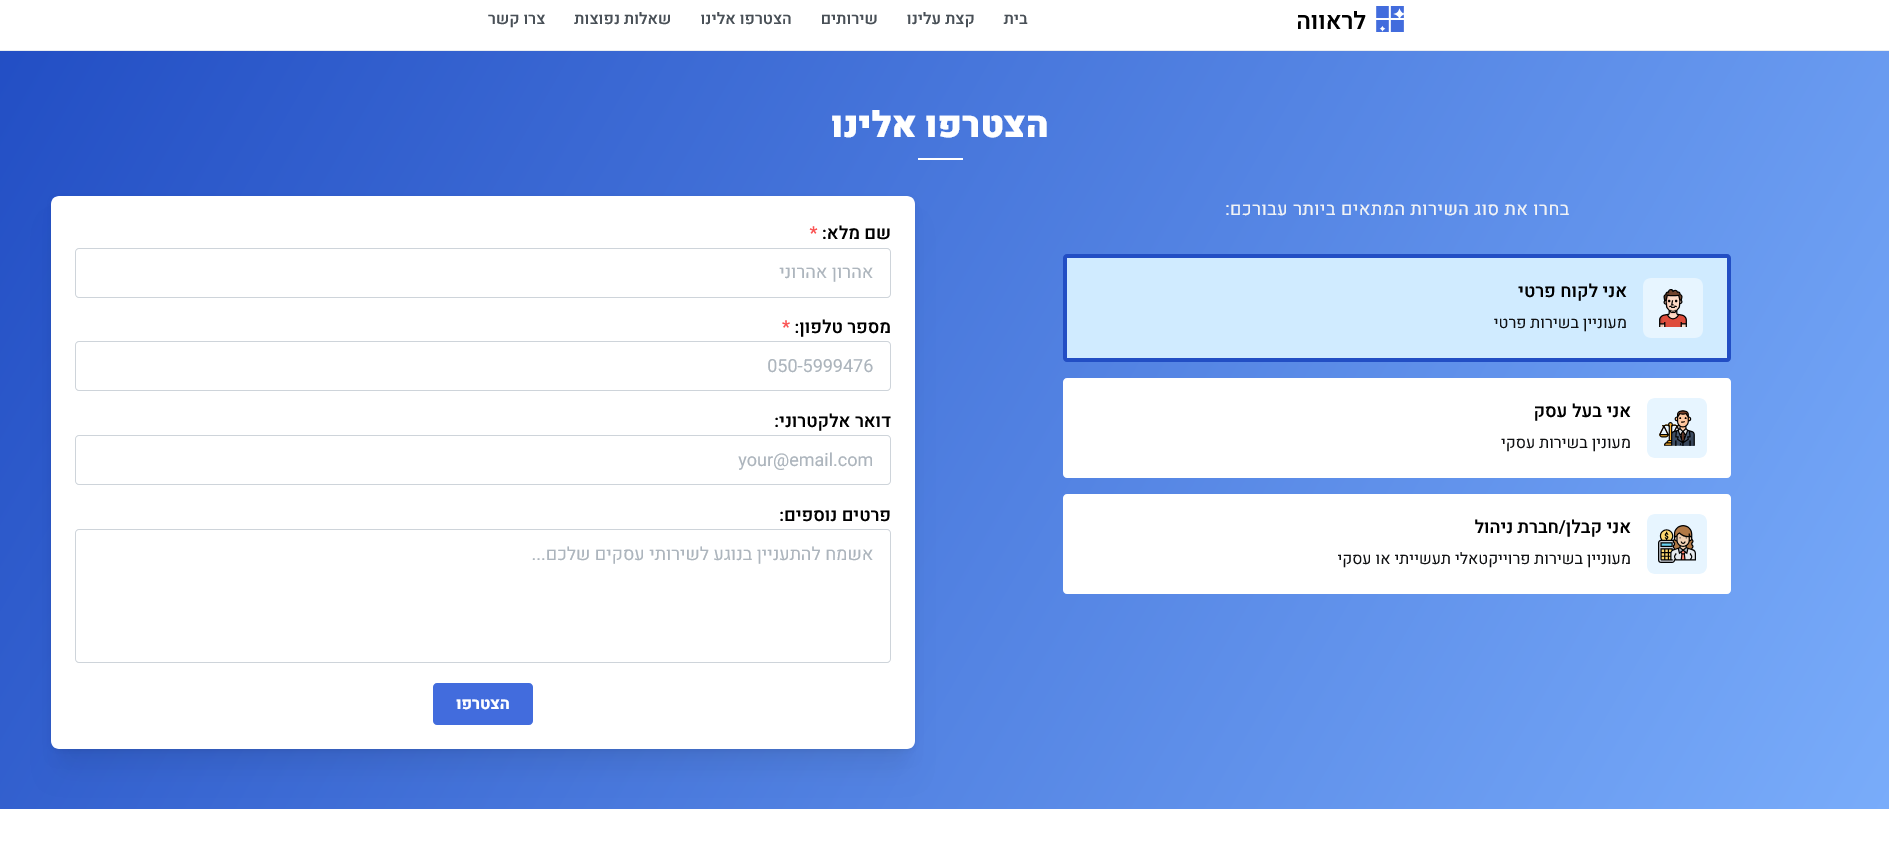 לראווה
בית
קצת עלינו
שירותים
הצטרפו אלינו
שאלות נפוצות
צרו קשר
הצטרפו אלינו
בחרו את סוג השירות המתאים ביותר עבורכם:
אני לקוח פרטי
מעוניין בשירות פרטי
אני בעל עסק
מעונין בשירות עסקי
אני קבלן/חברת ניהול
מעוניין בשירות פרוייקטאלי תעשייתי או עסקי
שם מלא: *
אהרון אהרוני
מספר טלפון: *
050-5999476
דואר אלקטרוני:
your@email.com
פרטים נוספים:
אשמח להתעניין בנוגע לשירותי עסקים שלכם...
הצטרפו